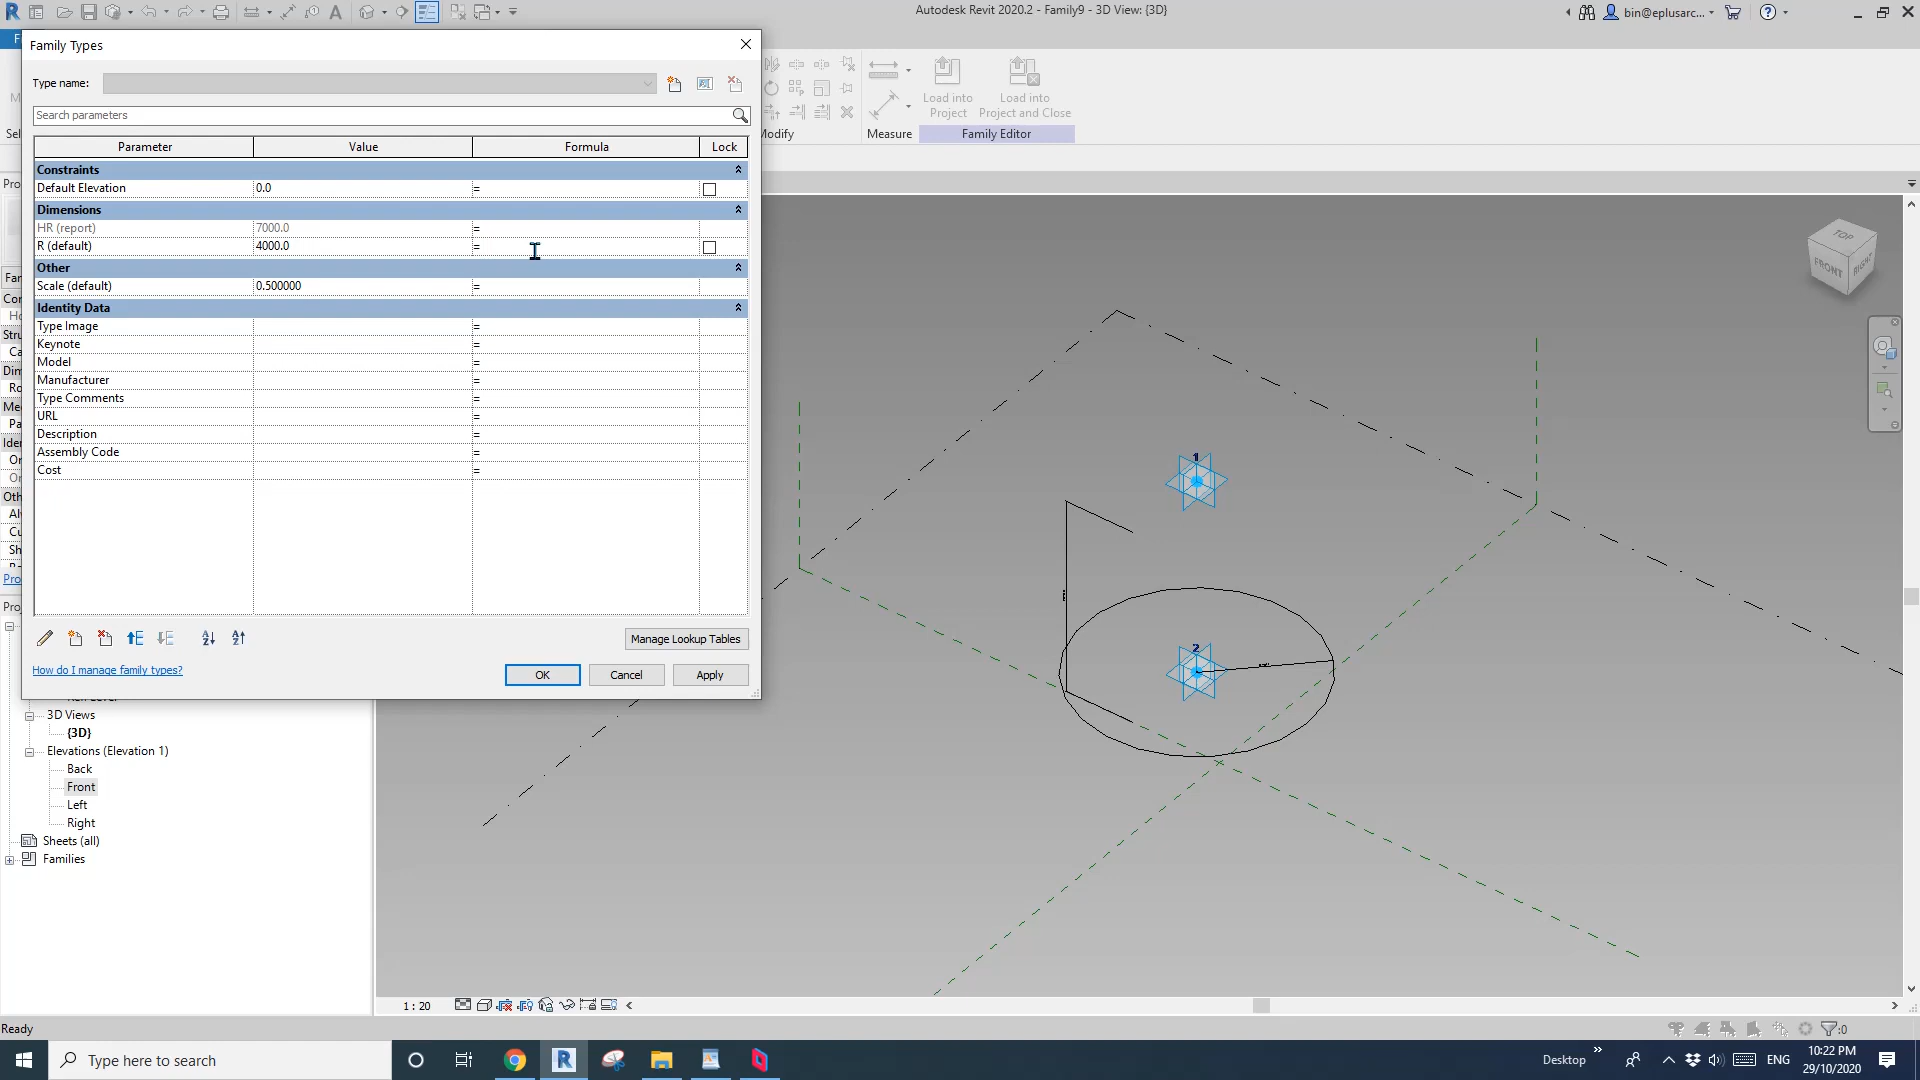 Autodesk Revit 2020.2 - Family9 - 3D View: {3D}
bin@eplusarc...
Family Types
Type name:
Search parameters
Parameter Value Formula Lock
Constraints
Default Elevation 0.0 =
Dimensions
HR (report) 7000.0 =
R (default) 4000.0 =
Other
Scale (default) 0.500000 =
Identity Data
Type Image =
Keynote =
Model =
Manufacturer =
Type Comments =
URL =
Description =
Assembly Code =
Cost =
Manage Lookup Tables
How do I manage family types?
OK Cancel Apply
Load into Project
Load into Project and Close
Modify Measure Family Editor
TOP
FRONT RIGHT
1
2
3D Views
{3D}
Elevations (Elevation 1)
Back
Front
Left
Right
Sheets (all)
Families
1 : 20
Ready
:0
Type here to search
Desktop
ENG
10:22 PM
29/10/2020